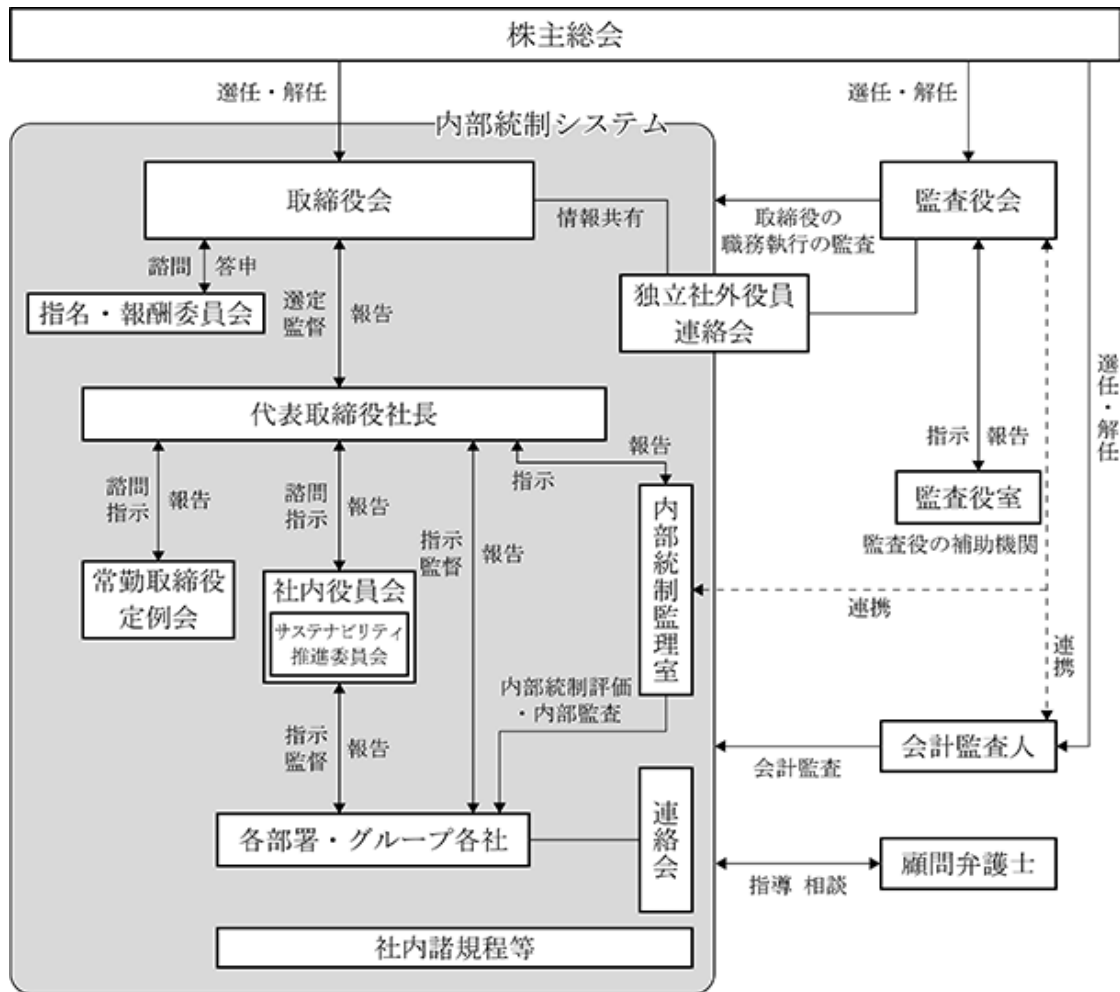 株主総会
選任・解任
選任・解任
内部統制システム
取締役会
監査役会
情報共有
取締役の
職務執行の監査
諮問 答申
指名・報酬委員会
選定
監督
報告
独立社外役員
連絡会
選任・解任
代表取締役社長
報告
指示
指示 報告
監査役室
監査役の補助機関
諮問
指示
報告
諮問
指示
報告
指示
監督
報告
内部統制監理室
常勤取締役
定例会
社内役員会
サステナビリティ
推進委員会
連携
連携
内部統制評価
・内部監査
指示
監督
報告
会計監査人
会計監査
各部署・グループ各社
連絡会
顧問弁護士
指導 相談
社内諸規程等